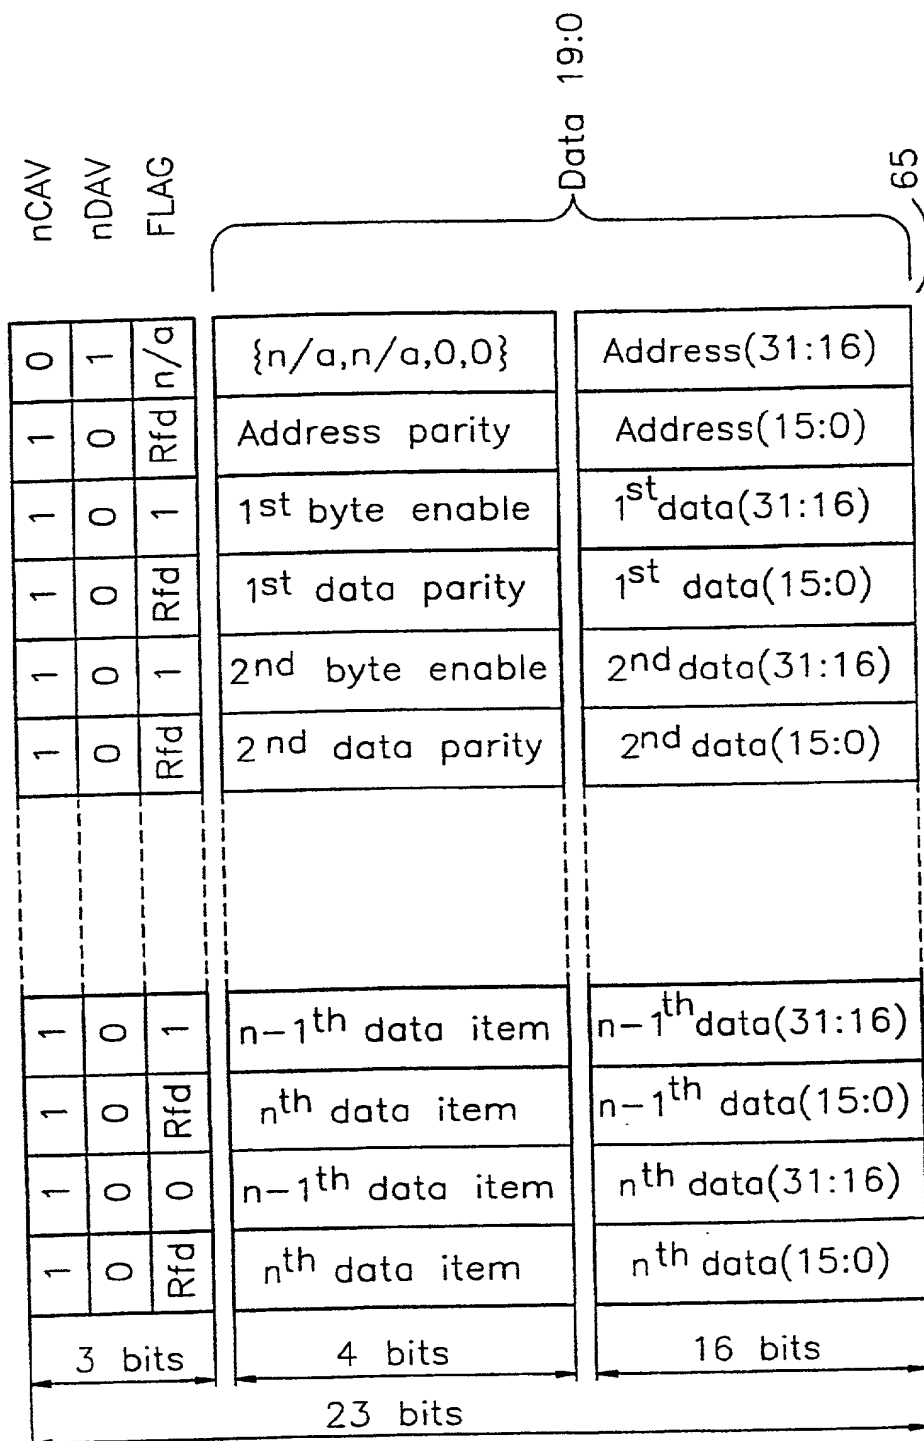 nCAV
nDAV
FLAG
Data 19:0
65
0 1 n/a {n/a,n/a,0,0} Address(31:16)
1 0 Rfd Address parity Address(15:0)
1 0 1 1st byte enable 1st data(31:16)
1 0 Rfd 1st data parity 1st data(15:0)
1 0 1 2nd byte enable 2nd data(31:16)
1 0 Rfd 2nd data parity 2nd data(15:0)
1 0 1 n-1th data item n-1th data(31:16)
1 0 Rfd nth data item n-1th data(15:0)
1 0 0 n-1th data item nth data(31:16)
1 0 Rfd nth data item nth data(15:0)
3 bits 4 bits 16 bits
23 bits